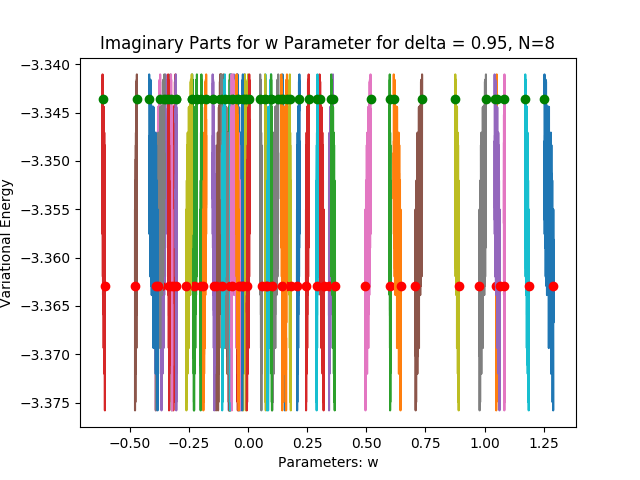 Imaginary Parts for w Parameter for delta = 0.95, N=8
Variational Energy
−3.340
−3.345
−3.350
−3.355
−3.360
−3.365
−3.370
−3.375
−0.50 −0.25 0.00 0.25 0.50 0.75 1.00 1.25
Parameters: w